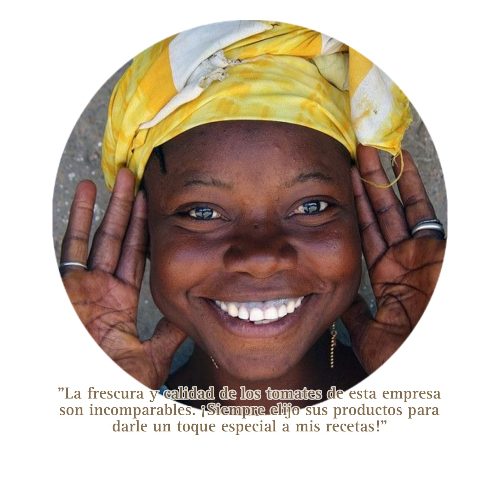 "La frescura y calidad de los tomates de esta empresa
son incomparables. ¡Siempre elijo sus productos para
darle un toque especial a mis recetas!"